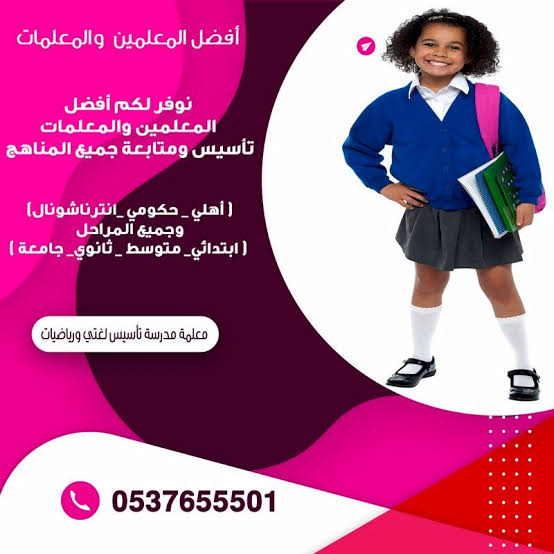 أفضل المعلمين والمعلمات
نوفر لكم أفضل
المعلمين والمعلمات
تأسيس ومتابعة جميع المناهج
( أهلي _ حكومي _انترناشونال)
وجميع المراحل
( ابتدائي_ متوسط _ ثانوي_ جامعة )
معلمة مدرسة تأسيس لغتي ورياضيات
0537655501